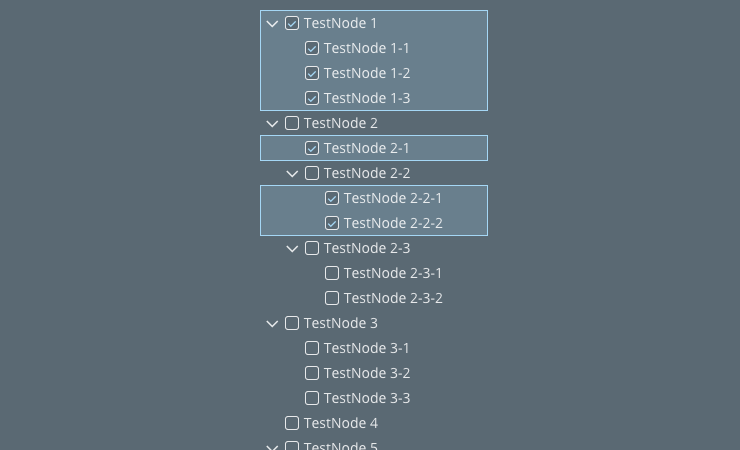 TestNode 1
TestNode 1-1
TestNode 1-2
TestNode 1-3
TestNode 2
TestNode 2-1
TestNode 2-2
TestNode 2-2-1
TestNode 2-2-2
TestNode 2-3
TestNode 2-3-1
TestNode 2-3-2
TestNode 3
TestNode 3-1
TestNode 3-2
TestNode 3-3
TestNode 4
TestNode 5